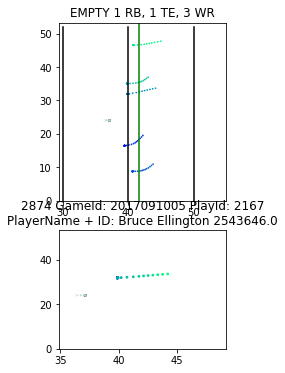 EMPTY 1 RB, 1 TE, 3 WR
50
40
30
20
10
0
30 40 50
2874 GameId: 2017091005 PlayId: 2167
PlayerName + ID: Bruce Ellington 2543646.0
40
20
0
35 40 45